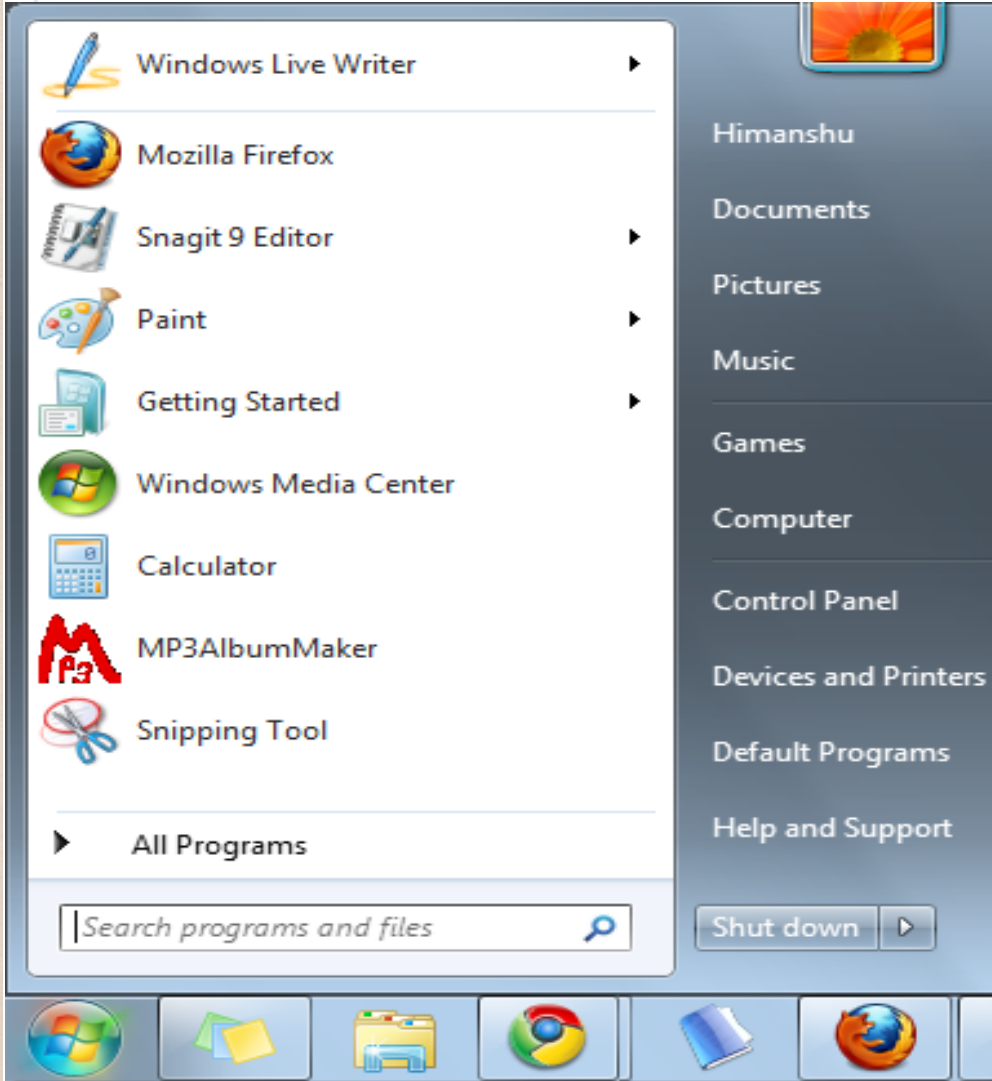 Windows Live Writer
Mozilla Firefox
Snagit 9 Editor
Paint
Getting Started
Windows Media Center
Calculator
MP3AlbumMaker
Snipping Tool
All Programs
Search programs and files
Himanshu
Documents
Pictures
Music
Games
Computer
Control Panel
Devices and Printers
Default Programs
Help and Support
Shut down